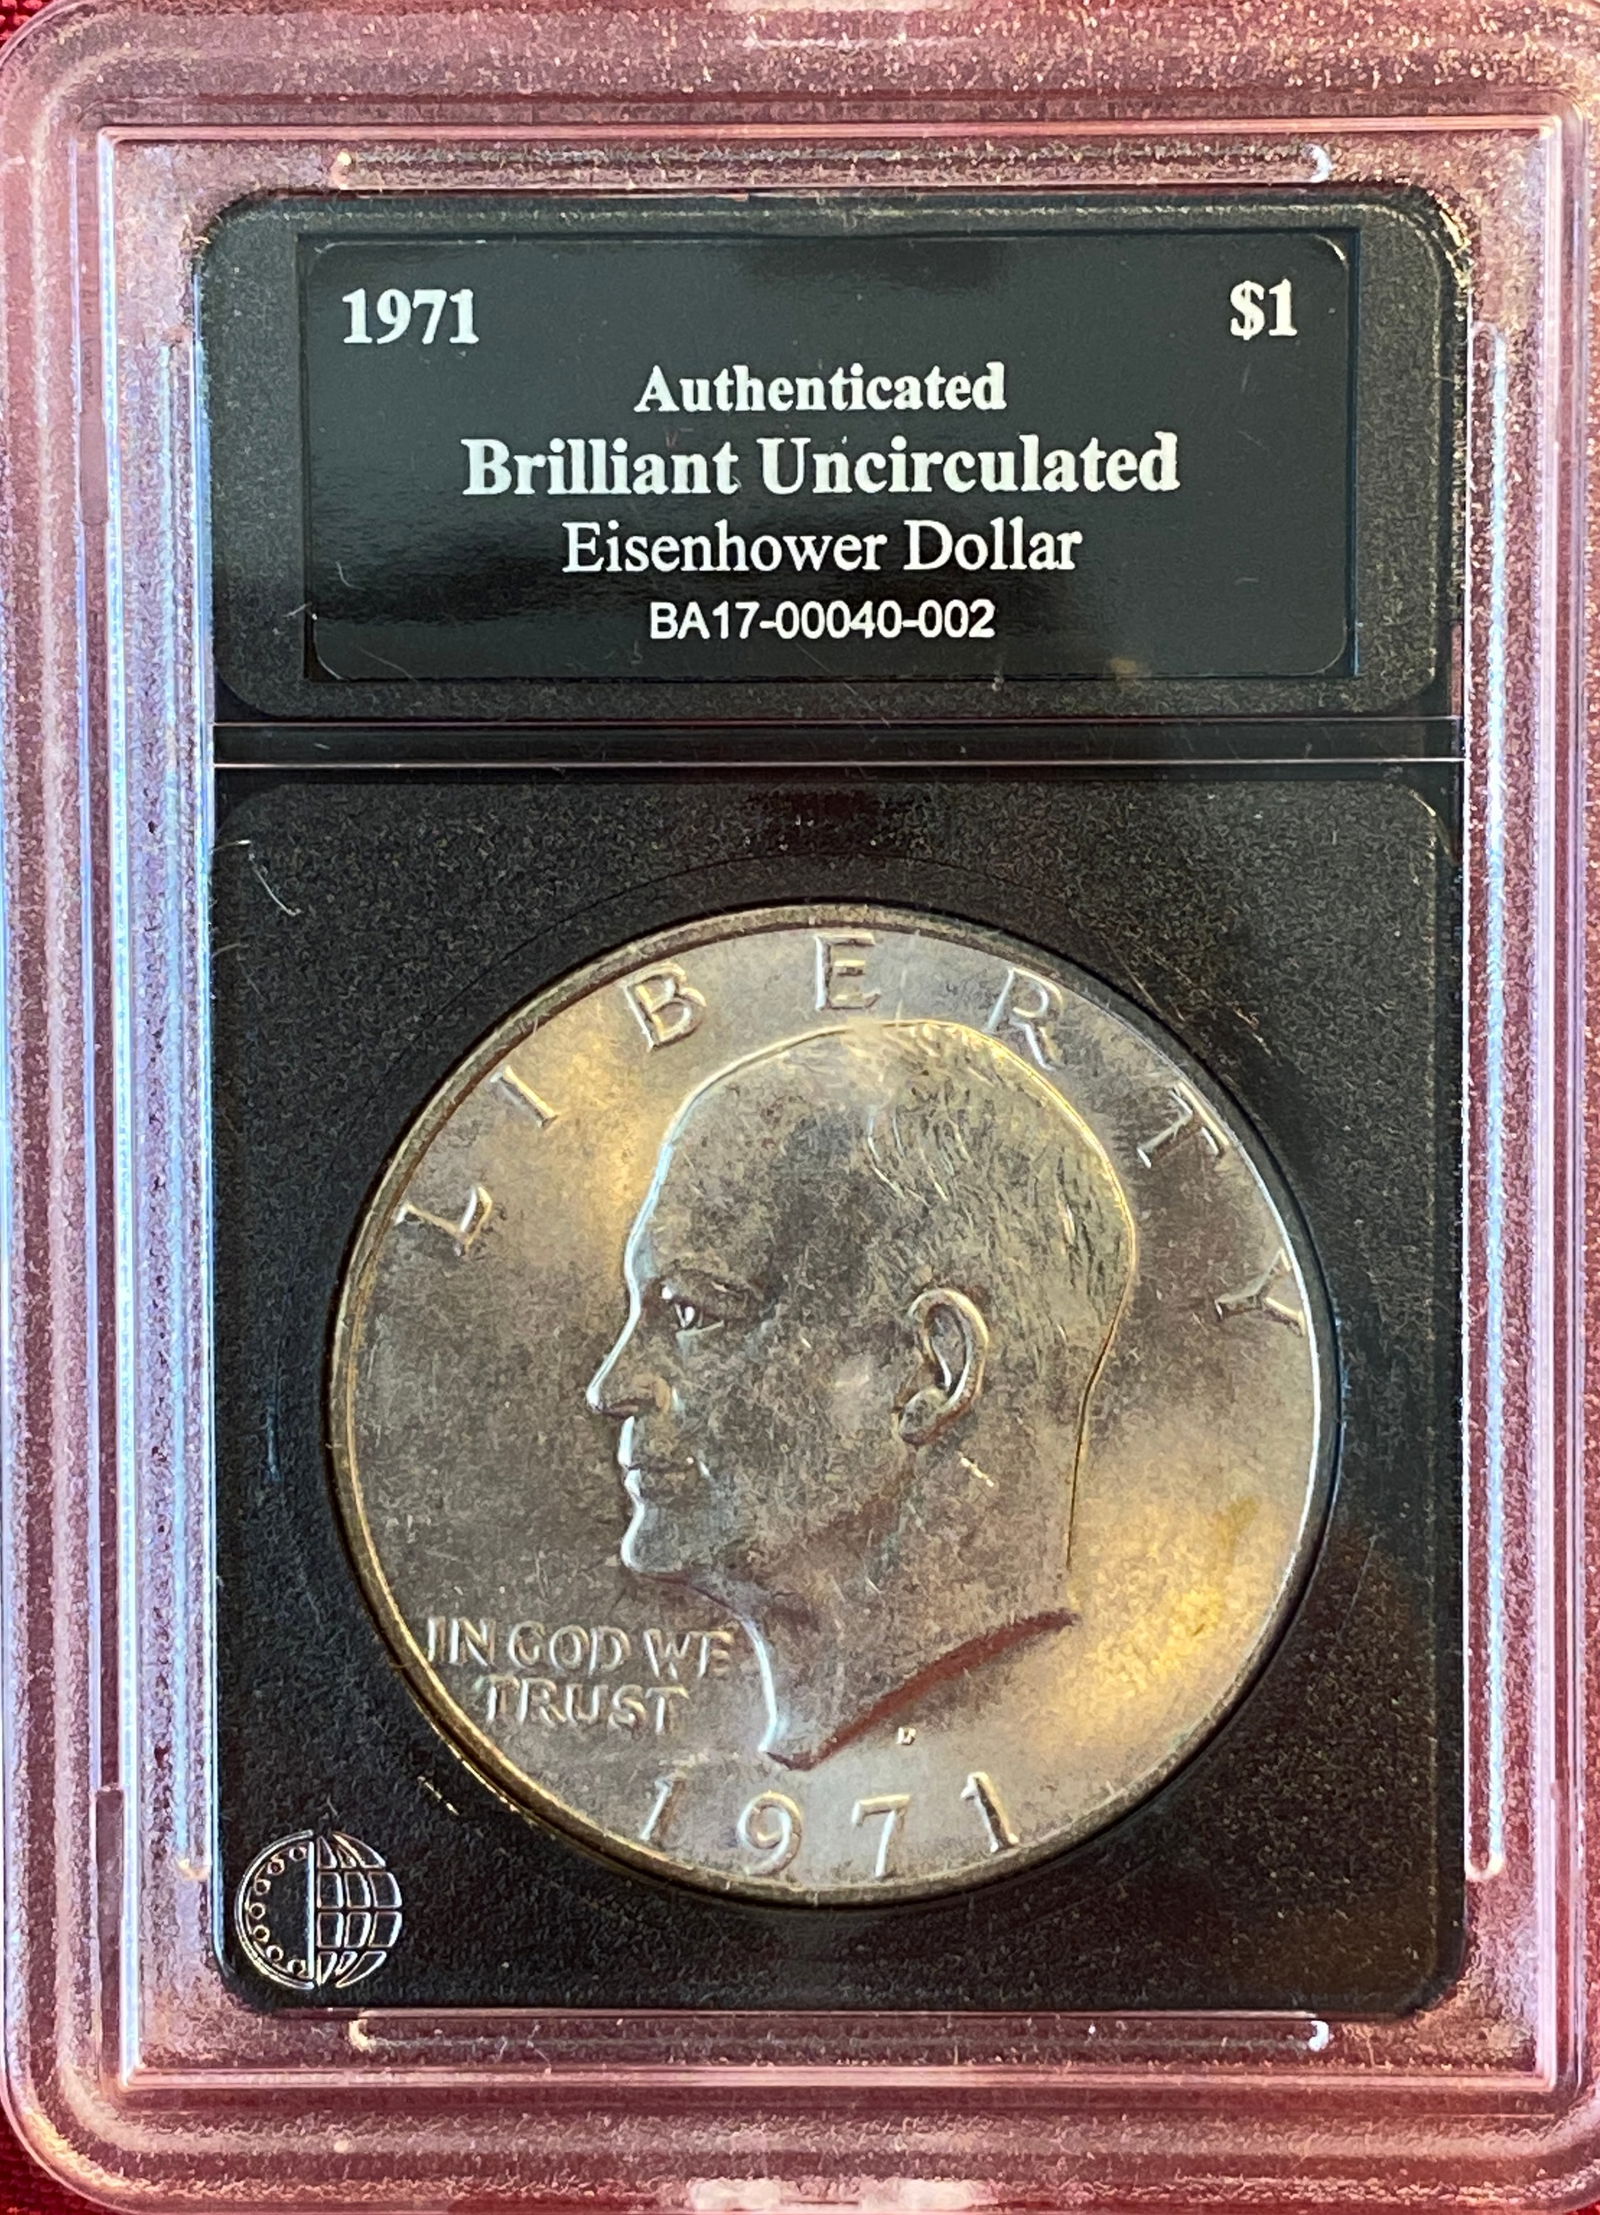 1971 $1
Authenticated
Brilliant Uncirculated
Eisenhower Dollar
BA17-00040-002
LIBERTY
IN GOD WE
TRUST
1971